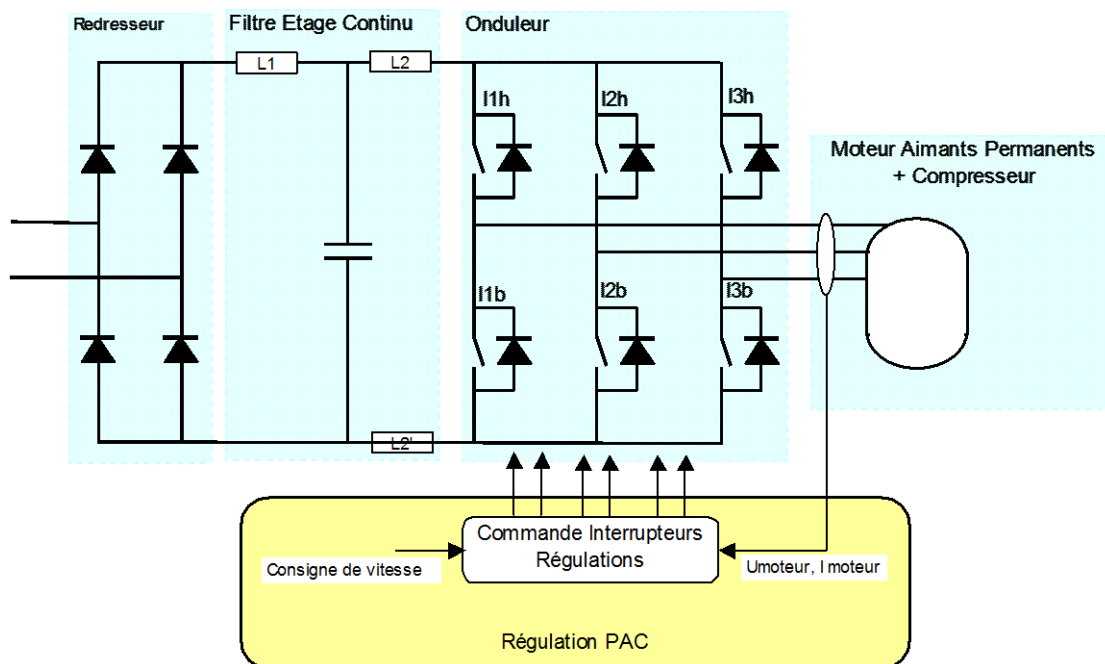 Redresseur
Filtre Etage Continu
Onduleur
L1
L2
I1h
I2h
I3h
Moteur Aimants Permanents
+ Compresseur
I1b
I2b
I3b
L2'
Commande Interrupteurs
Régulations
Consigne de vitesse
Umoteur, I moteur
Régulation PAC